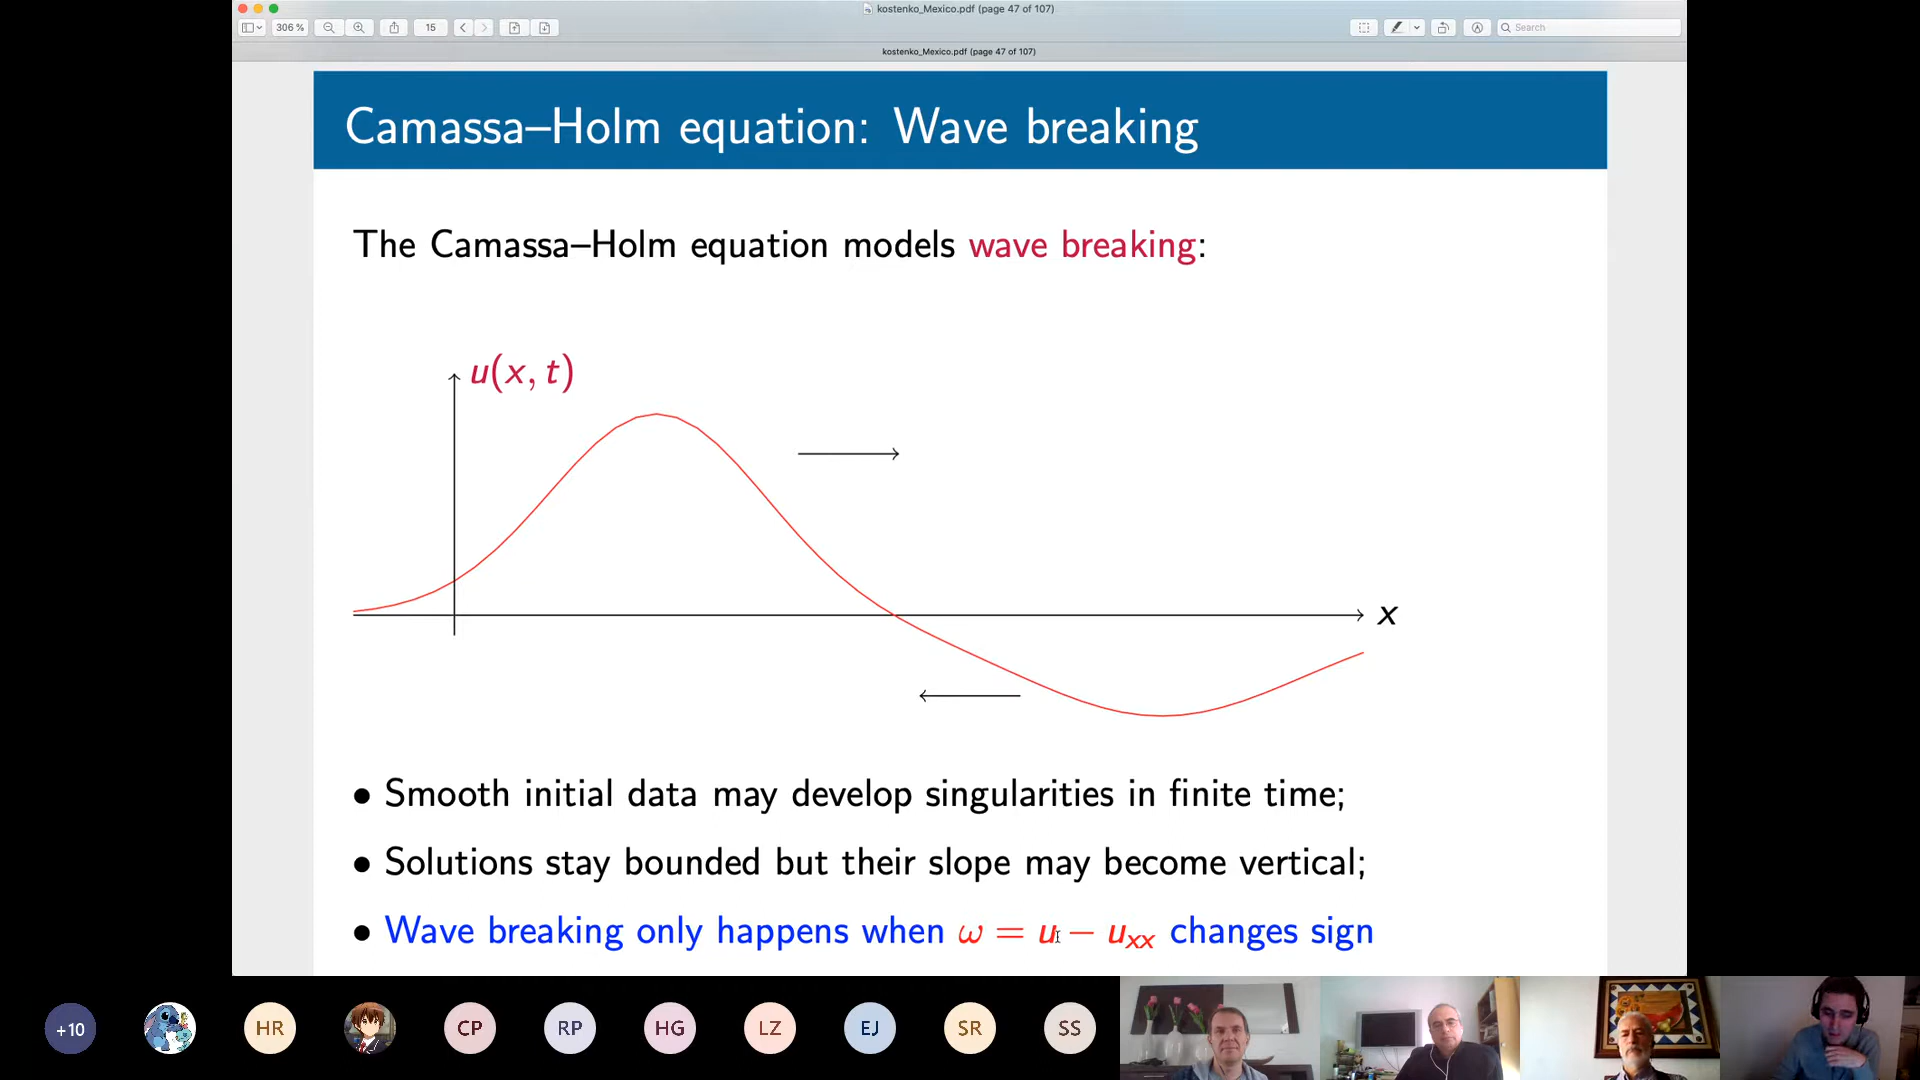 kostenko_Mexico.pdf (page 47 of 107)
306 %
15
Search
kostenko_Mexico.pdf (page 47 of 107)
Camassa–Holm equation: Wave breaking
The Camassa–Holm equation models wave breaking:
u(x, t)
x
• Smooth initial data may develop singularities in finite time;
• Solutions stay bounded but their slope may become vertical;
• Wave breaking only happens when ω = u − uₓₓ changes sign
+10
HR
CP
RP
HG
LZ
EJ
SR
SS